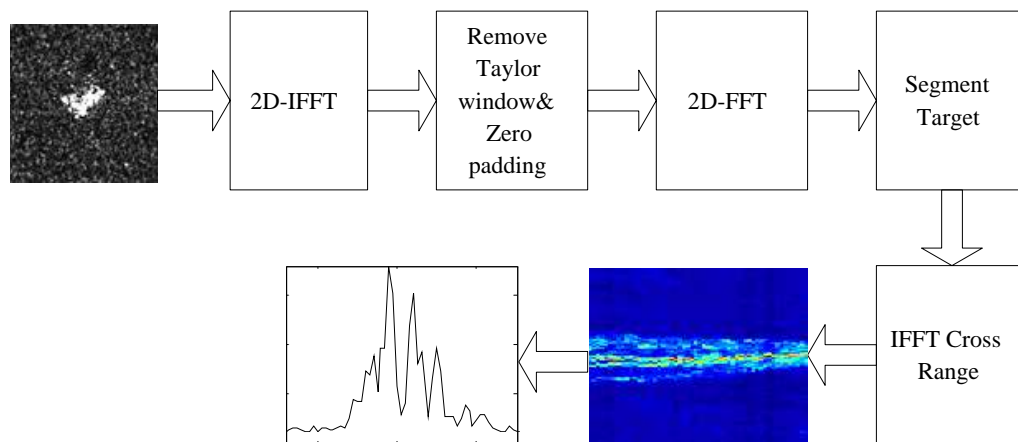 2D-IFFT
Remove
Taylor
window&
Zero
padding
2D-FFT
Segment
Target
IFFT Cross
Range